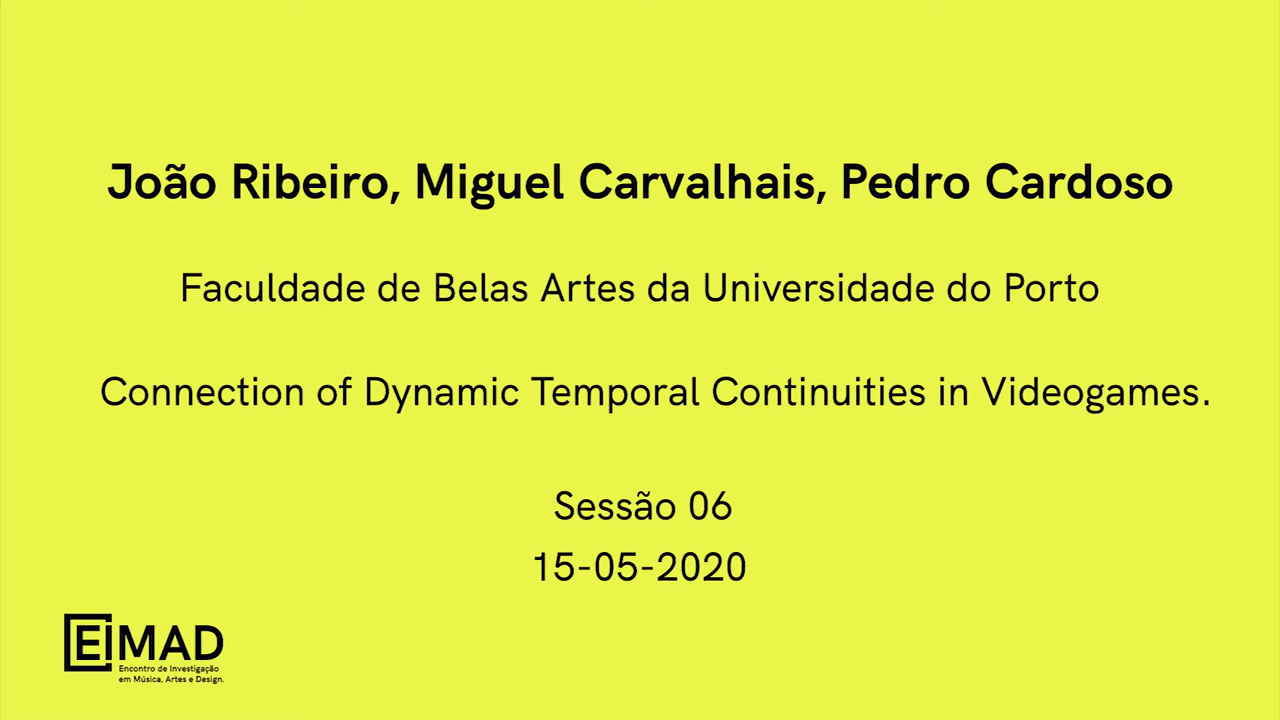 João Ribeiro, Miguel Carvalhais, Pedro Cardoso
Faculdade de Belas Artes da Universidade do Porto
Connection of Dynamic Temporal Continuities in Videogames.
Sessão 06
15-05-2020
EIMAD
Encontro de Investigação
em Música, Artes e Design.